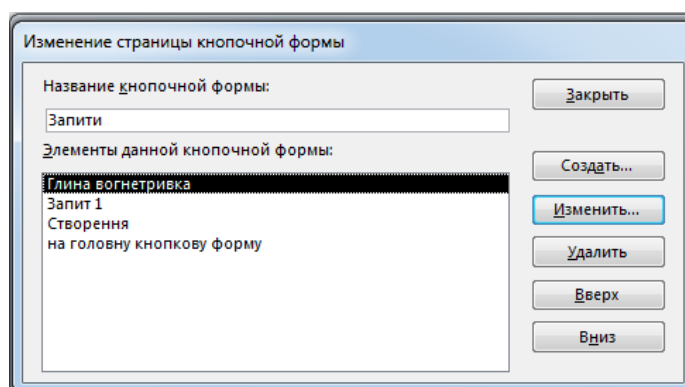 Изменение страницы кнопочной формы
Название кнопочной формы:
Закрыть
Запити
Элементы данной кнопочной формы:
Создать...
Глина вогнетривка
Запит 1
Изменить...
Створення
на головну кнопкову форму
Удалить
Вверх
Вниз